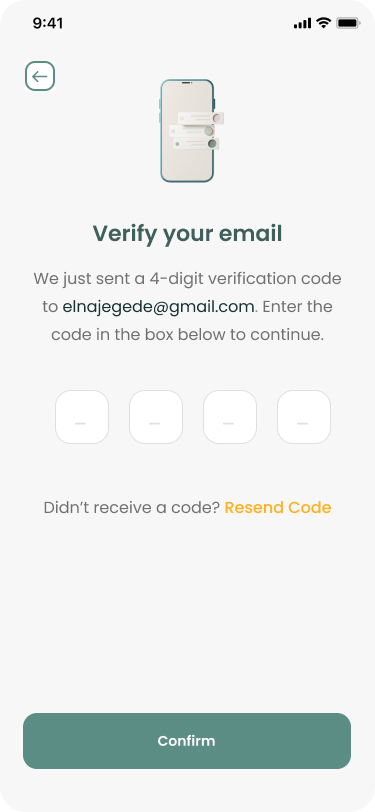 9:41
Verify your email
We just sent a 4-digit verification code
to elnajegede@gmail.com. Enter the
code in the box below to continue.
_ _ _ _
Didn’t receive a code? Resend Code
Confirm